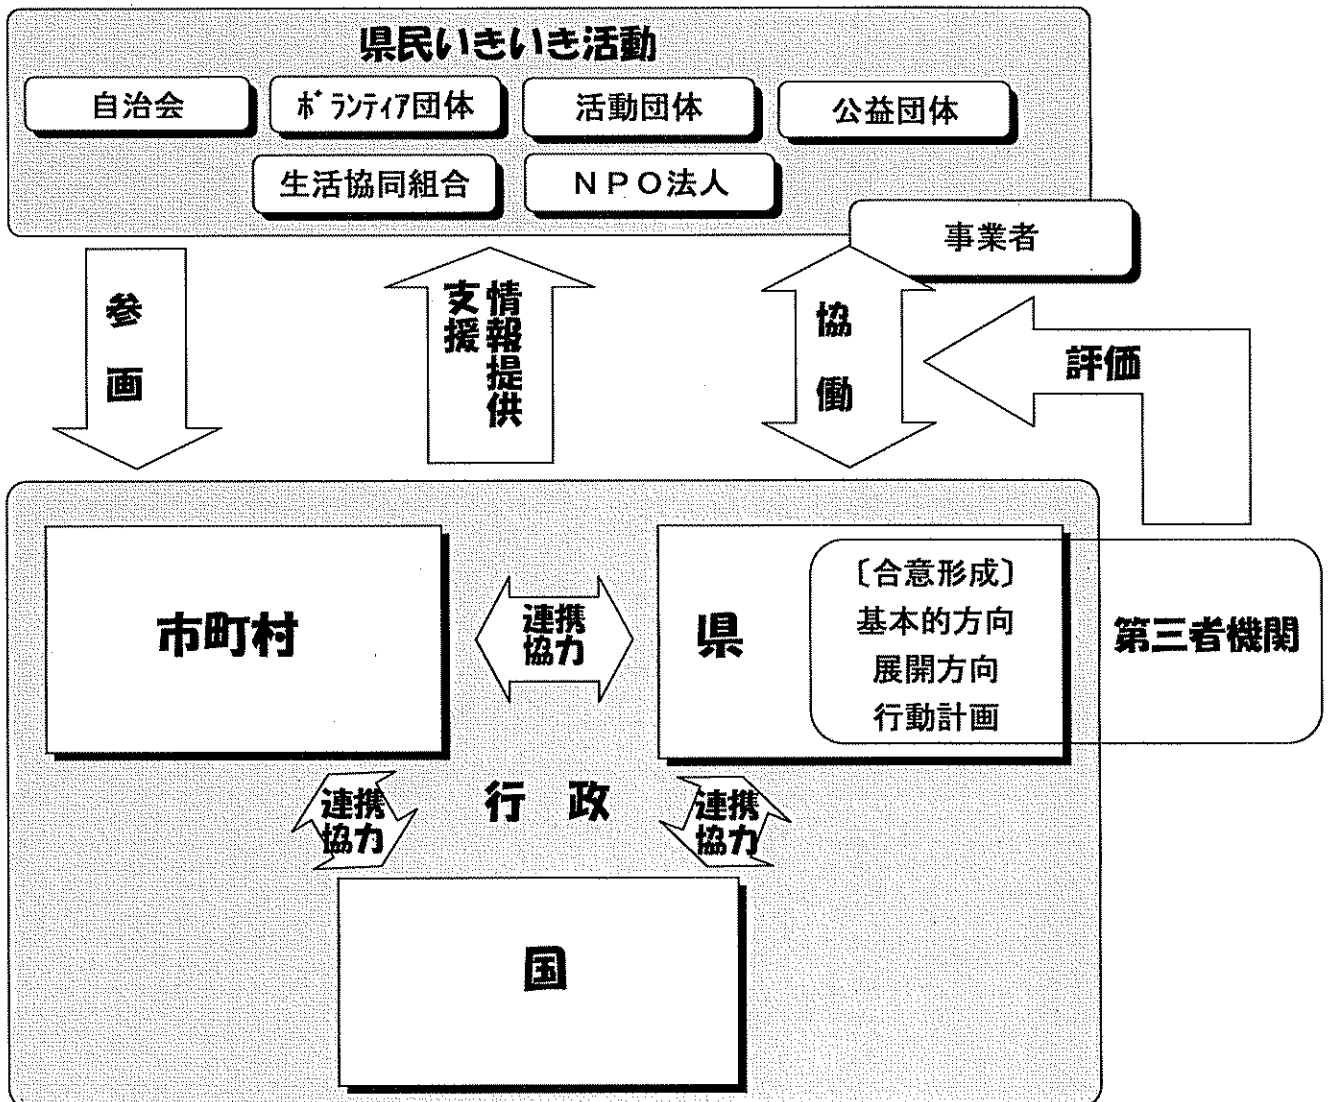 県民いきいき活動
自治会
ボランティア団体
活動団体
公益団体
生活協同組合
NPO法人
事業者
参画
支援
情報提供
協働
評価
市町村
連携
協力
県
〔合意形成〕
基本的方向
展開方向
行動計画
第三者機関
連携
協力
行政
連携
協力
国